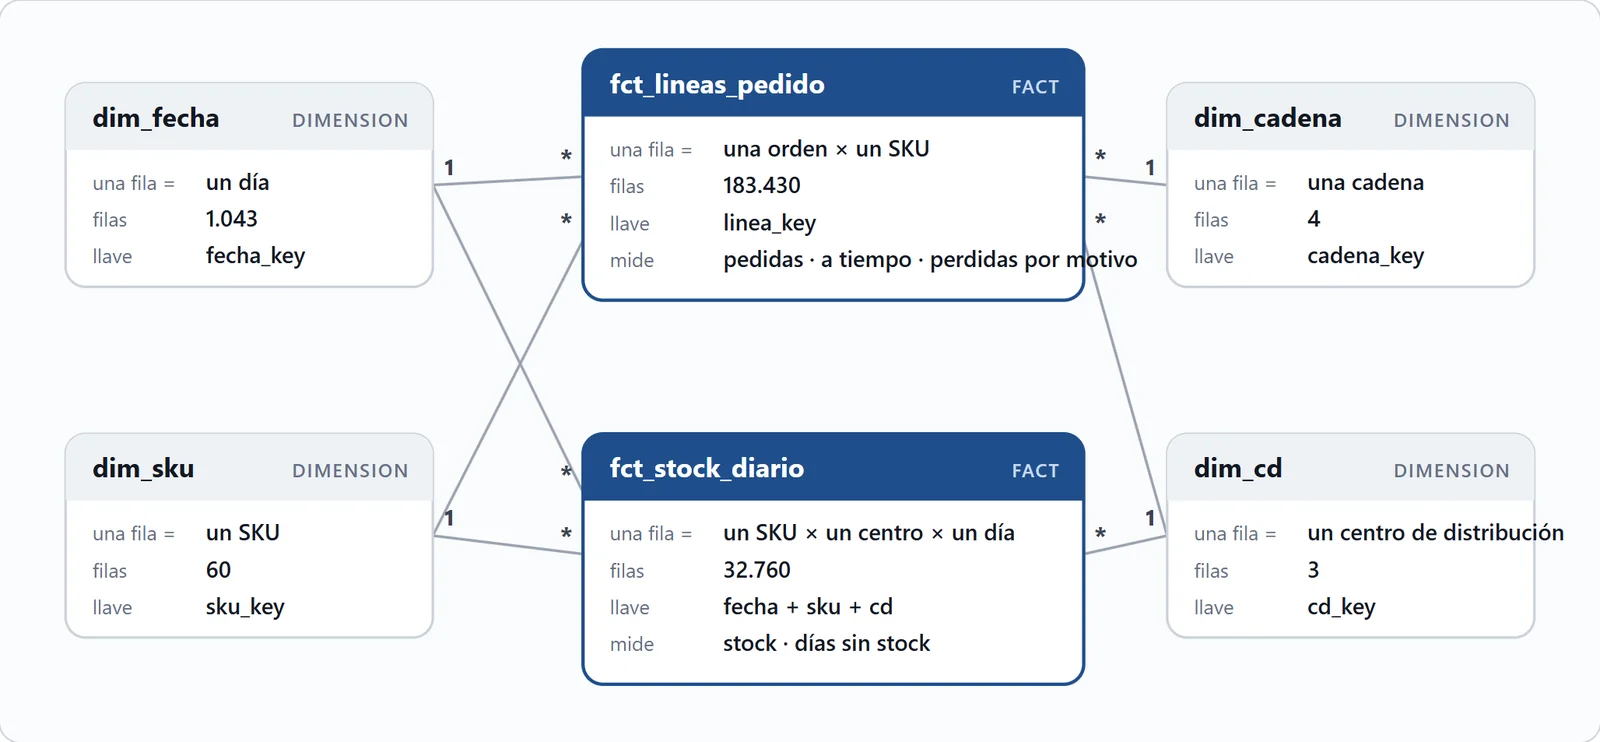 dim_fecha DIMENSION
una fila = un día
filas 1.043
llave fecha_key
1
*
*
fct_lineas_pedido FACT
una fila = una orden × un SKU
filas 183.430
llave linea_key
mide pedidas · a tiempo · perdidas por motivo
*
*
1
dim_cadena DIMENSION
una fila = una cadena
filas 4
llave cadena_key
dim_sku DIMENSION
una fila = un SKU
filas 60
llave sku_key
1
*
*
fct_stock_diario FACT
una fila = un SKU × un centro × un día
filas 32.760
llave fecha + sku + cd
mide stock · días sin stock
*
1
dim_cd DIMENSION
una fila = un centro de distribución
filas 3
llave cd_key